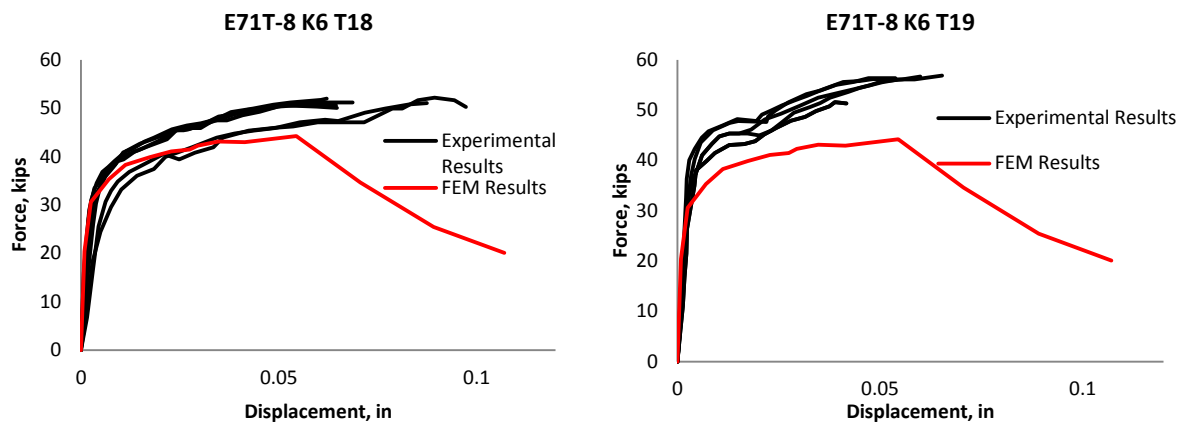 E71T-8 K6 T18
60
50
40
30
20
10
0
Force, kips
0
0.05
0.1
Displacement, in
Experimental
Results
FEM Results
E71T-8 K6 T19
60
50
40
30
20
10
0
Force, kips
0
0.05
0.1
Displacement, in
Experimental Results
FEM Results